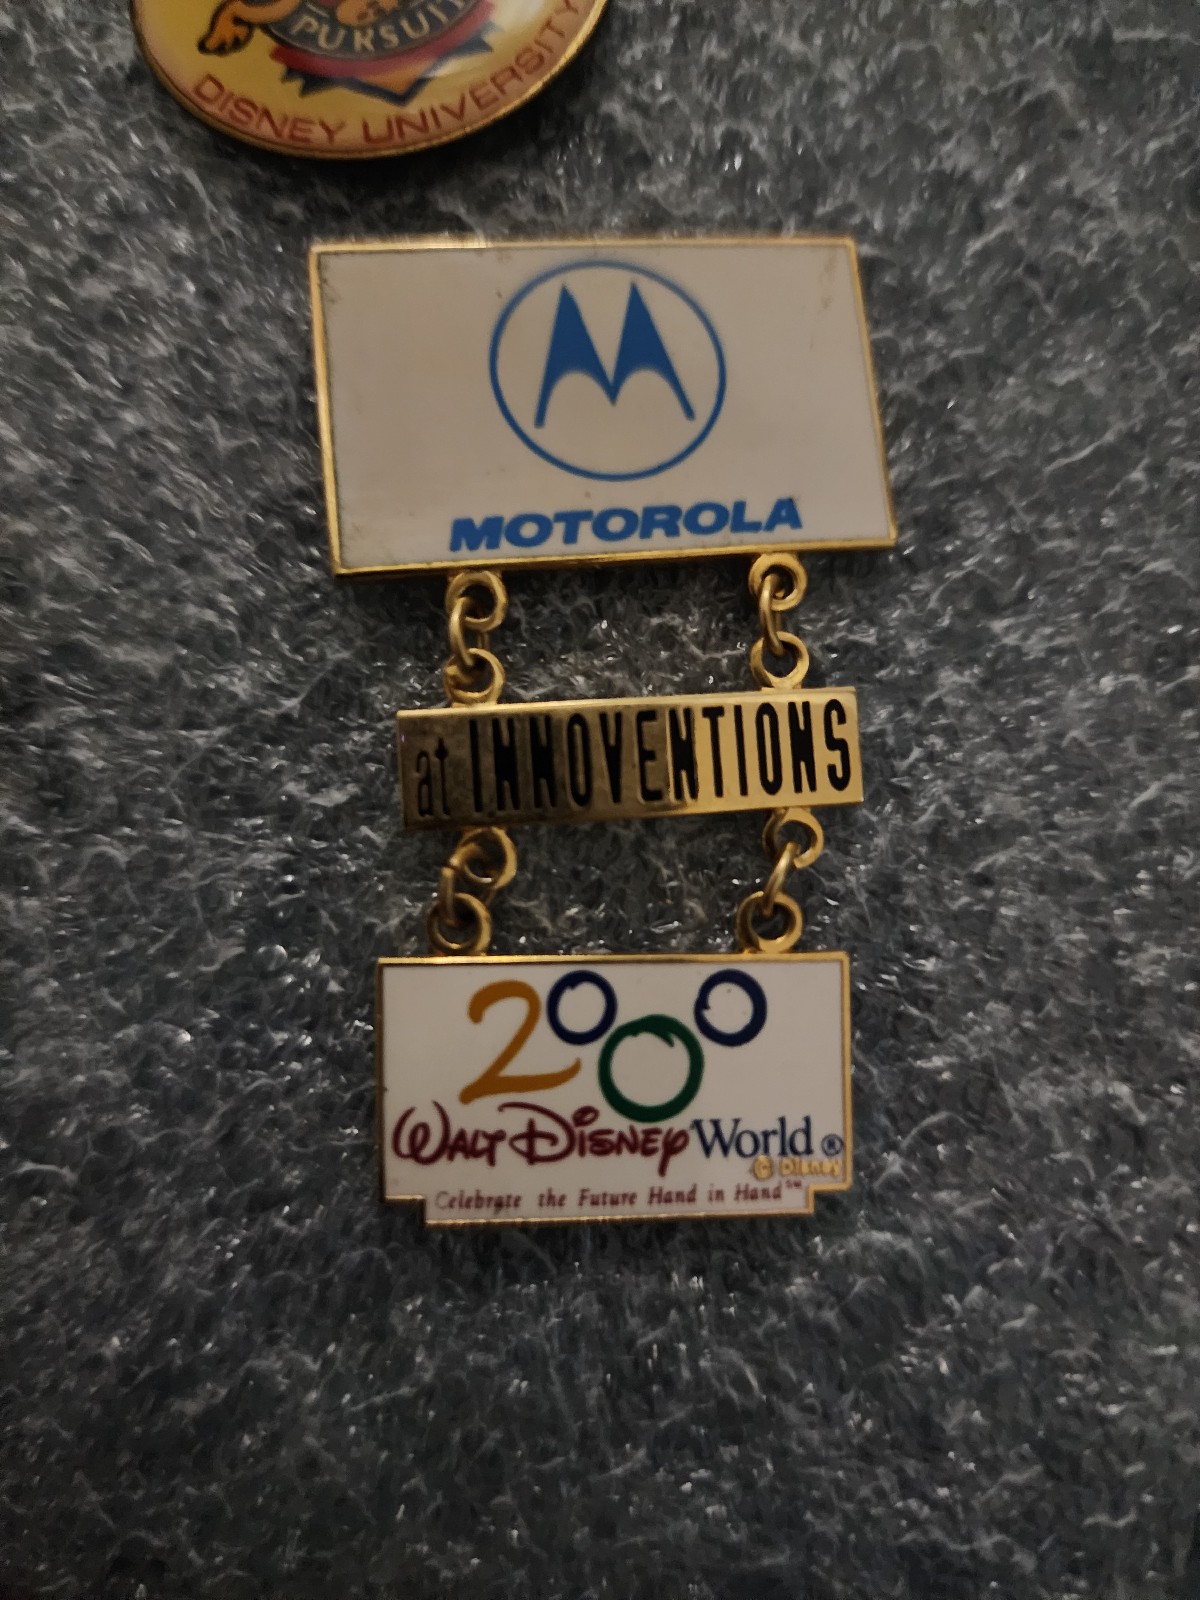 PURSUIT
DISNEY UNIVERSITY
MOTOROLA
at INNOVENTIONS
2000
WALT DISNEY World ®
© Disney
Celebrate the Future Hand in Hand℠